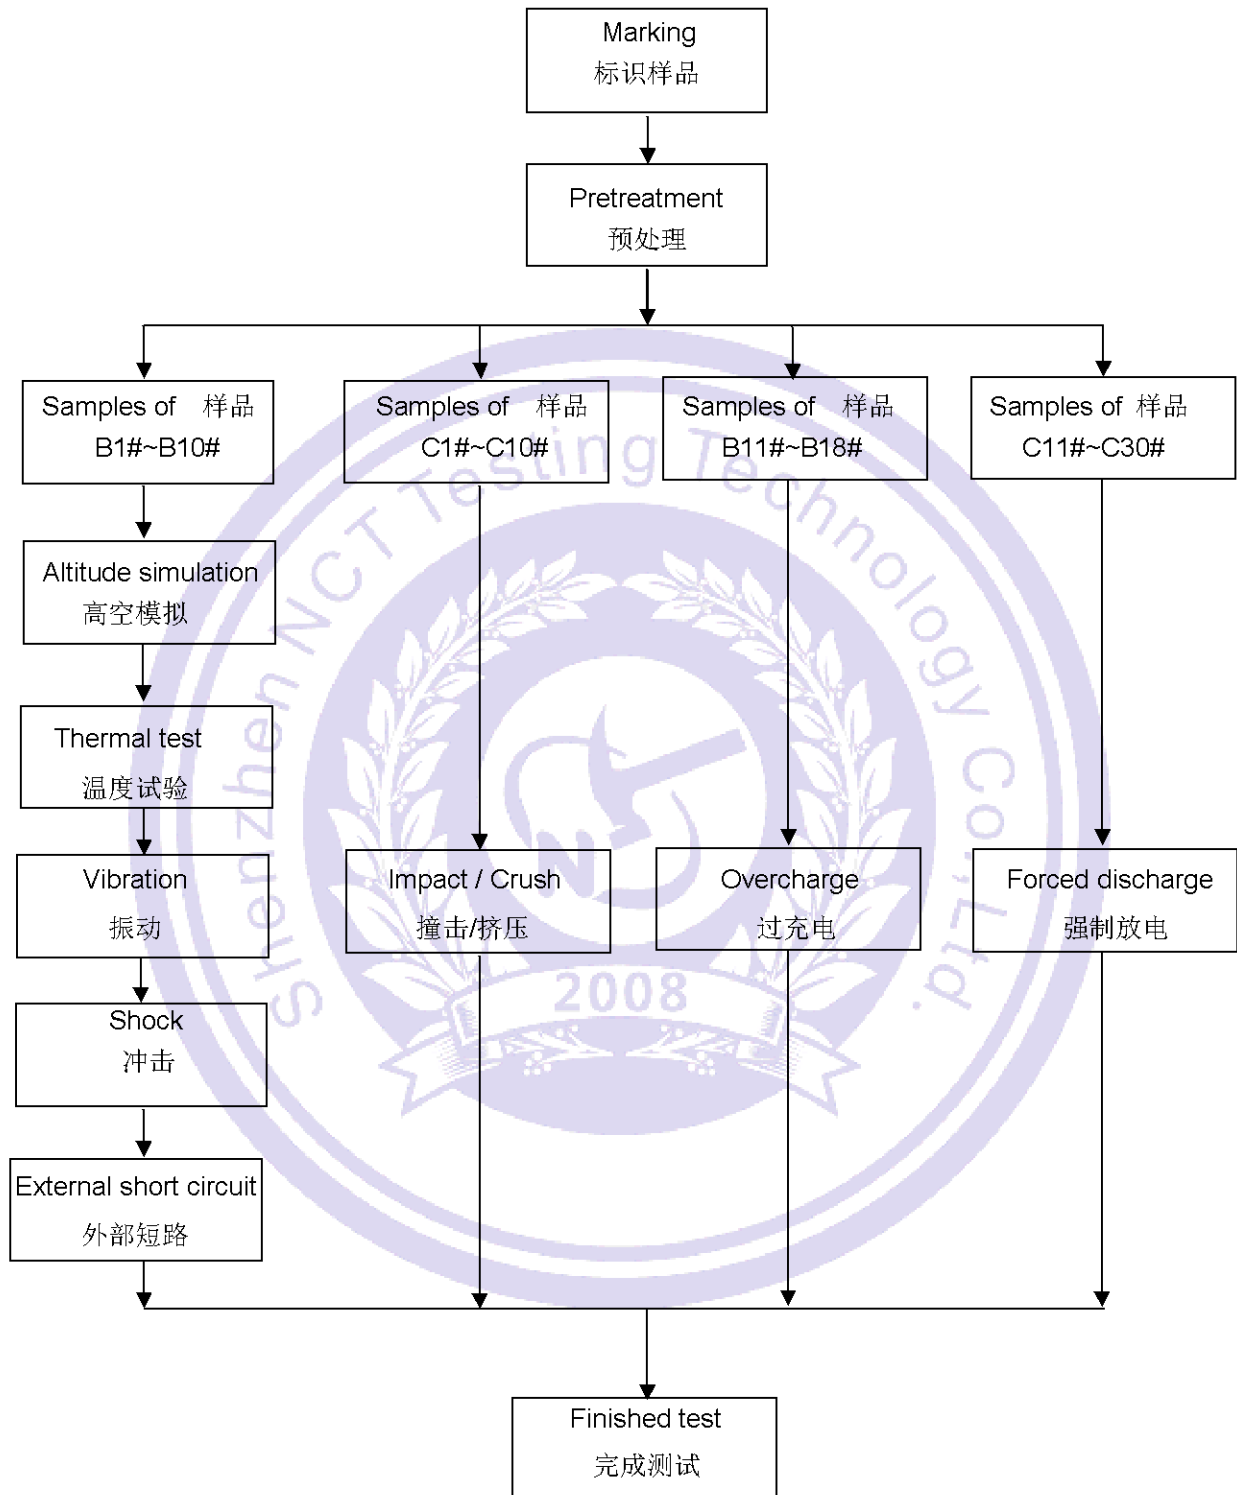 Marking
标识样品
Pretreatment
预处理
Samples of 样品
B1#~B10#
Samples of 样品
C1#~C10#
Samples of 样品
B11#~B18#
Samples of 样品
C11#~C30#
Altitude simulation
高空模拟
Thermal test
温度试验
Vibration
振动
Impact / Crush
撞击/挤压
Overcharge
过充电
Forced discharge
强制放电
Shock
冲击
External short circuit
外部短路
Finished test
完成测试
Shenzhen NCT Testing Technology Co.,Ltd.
N
2008